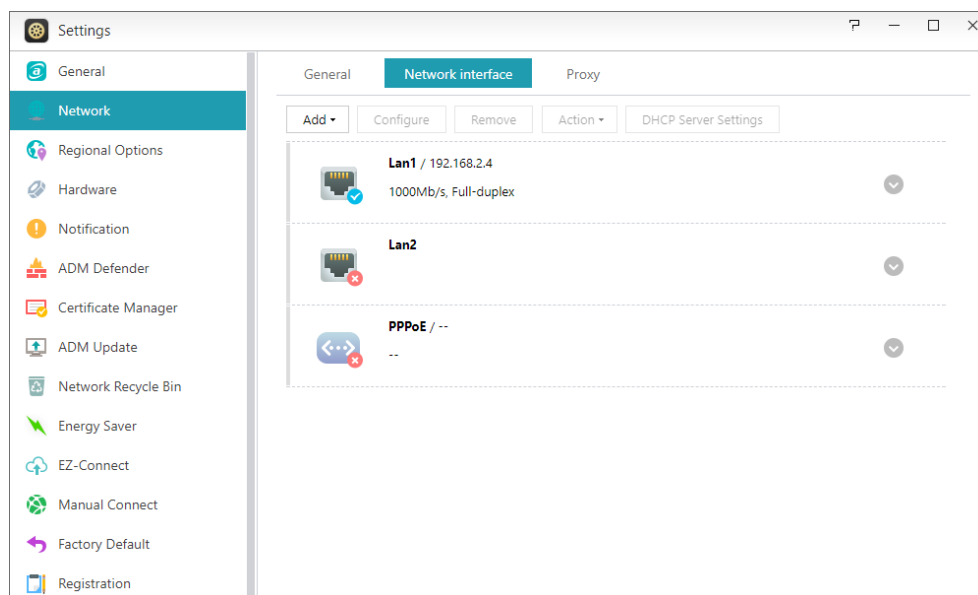 Settings
General
Network
Regional Options
Hardware
Notification
ADM Defender
Certificate Manager
ADM Update
Network Recycle Bin
Energy Saver
EZ-Connect
Manual Connect
Factory Default
Registration
General Network interface Proxy
Add Configure Remove Action DHCP Server Settings
Lan1 / 192.168.2.4
1000Mb/s, Full-duplex
Lan2
PPPoE / --
--